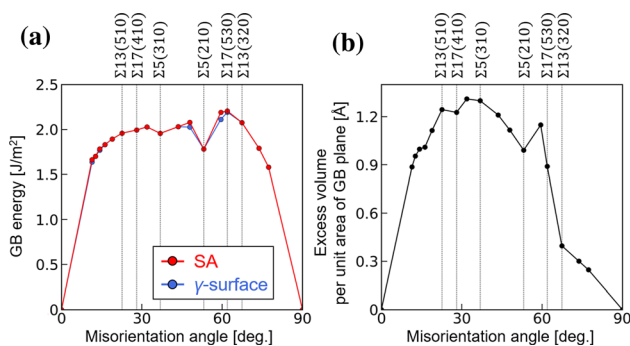 (a)
Σ13(510)
Σ17(410)
Σ5(310)
Σ5(210)
Σ17(530)
Σ13(320)
2.5
2.0
1.5
1.0
0.5
0
GB energy [J/m²]
SA
γ-surface
0 30 60 90
Misorientation angle [deg.]
(b)
Σ13(510)
Σ17(410)
Σ5(310)
Σ5(210)
Σ17(530)
Σ13(320)
1.2
0.9
0.6
0.3
0
Excess volume
per unit area of GB plane [Å]
0 30 60 90
Misorientation angle [deg.]